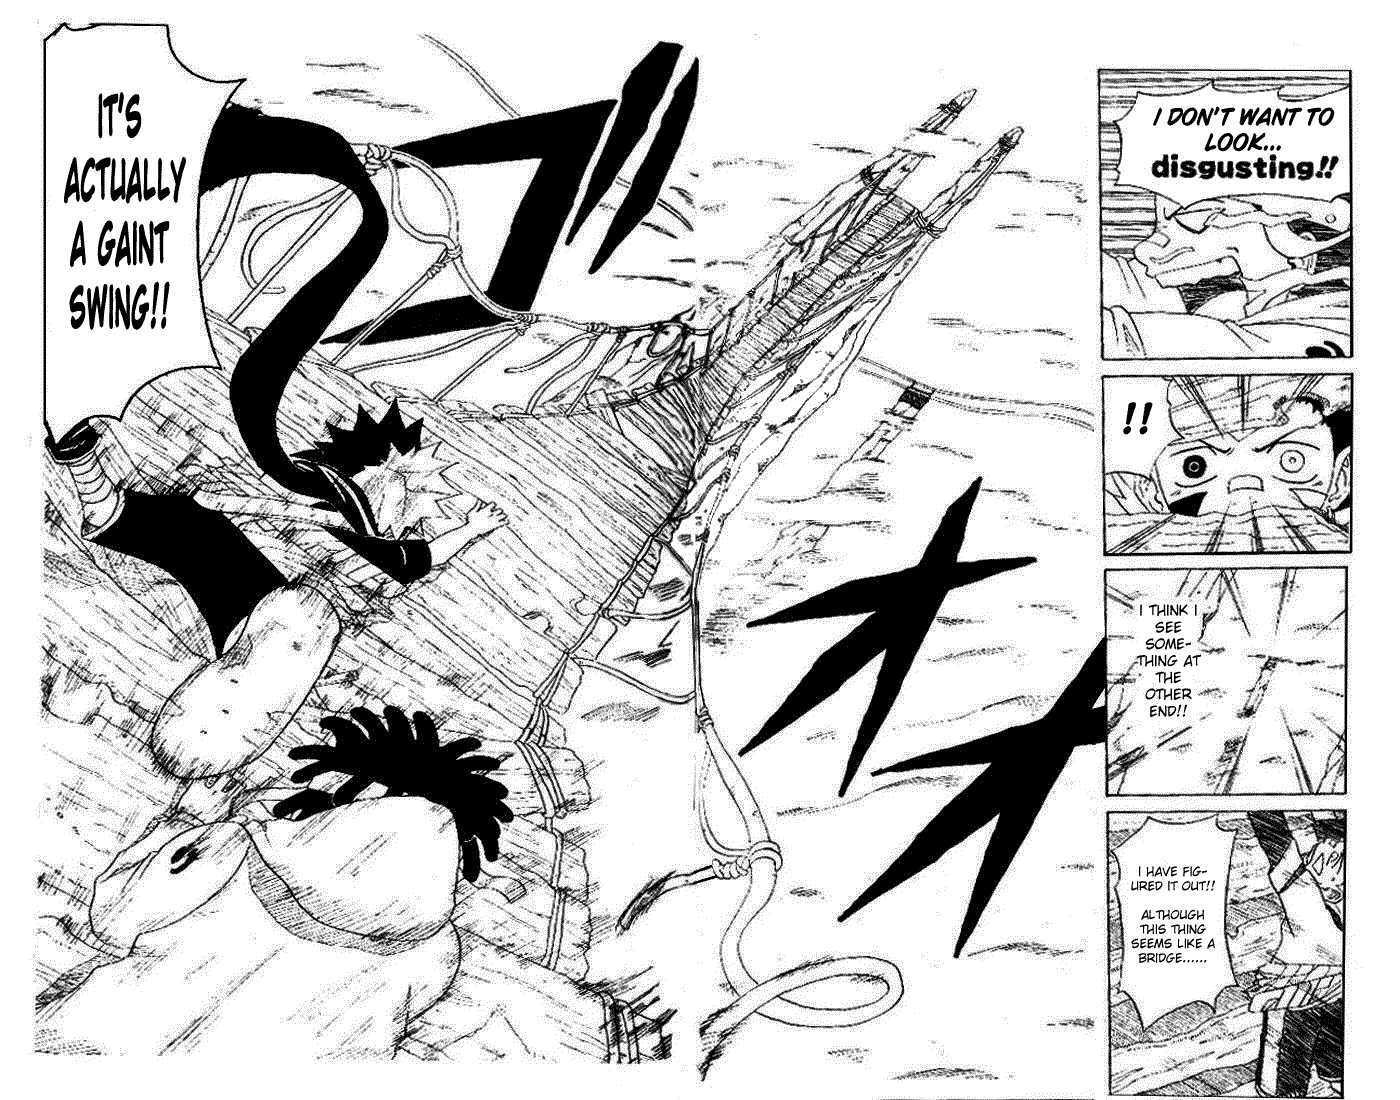 I DON'T WANT TO
LOOK...
disgusting!!
!!
I THINK I
SEE
SOME-
THING AT
THE
OTHER
END!!
I HAVE FIG-
URED IT OUT!!
ALTHOUGH
THIS THING
SEEMS LIKE A
BRIDGE......
IT'S
ACTUALLY
A GAINT
SWING!!